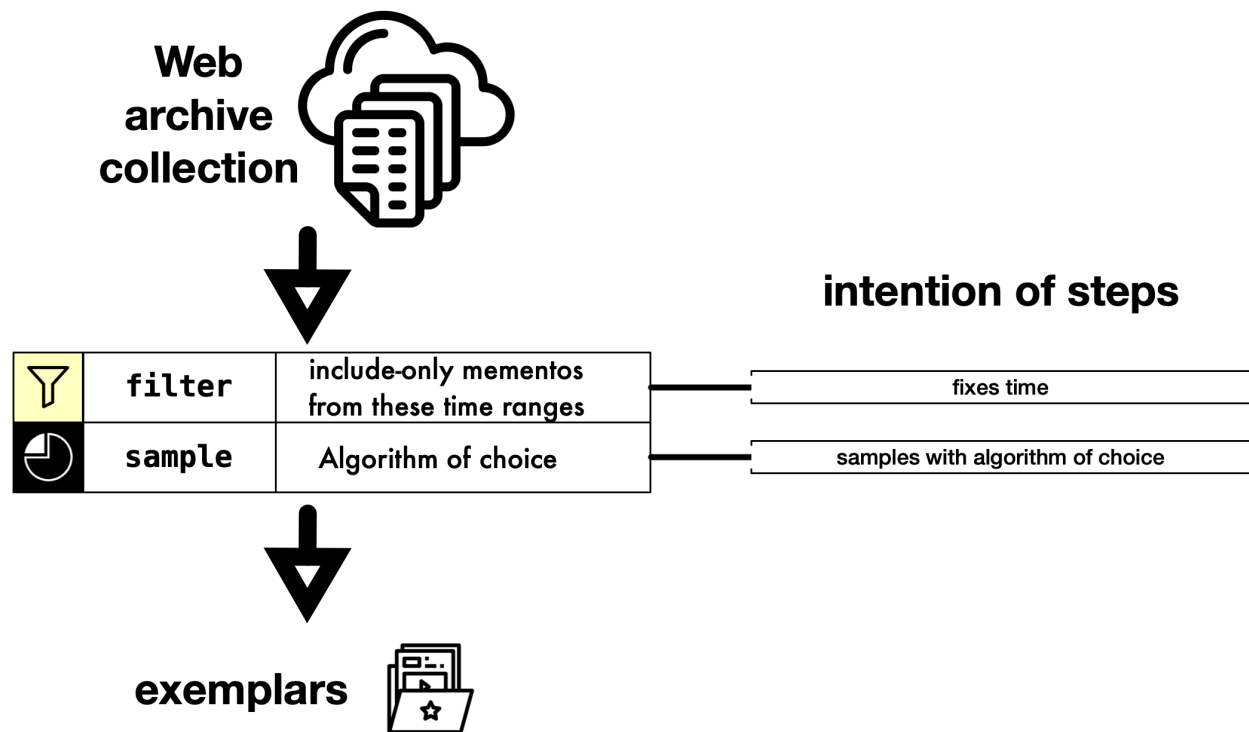 Web
archive
collection
intention of steps
filter
include-only mementos
from these time ranges
fixes time
sample
Algorithm of choice
samples with algorithm of choice
exemplars